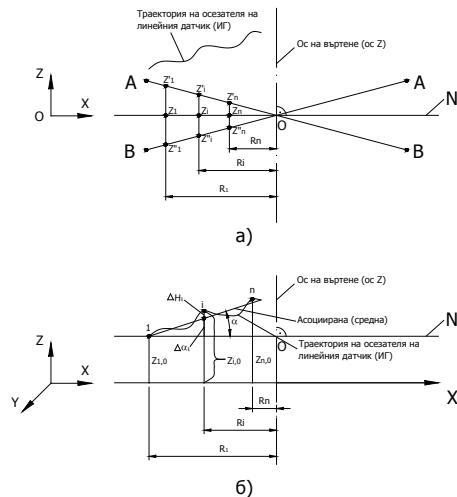 Траектория на осезателя на
линейния датчик (ИГ)
Ос на въртене (ос Z)
Z
A
Z'1
Z'i
Z'n
A
O
X
Z1
Zi
Zn
O
N
B
Z''1
Z''i
Z''n
B
Rn
Ri
R1
а)
Ос на въртене (ос Z)
ΔHi
i
n
Асоциирана (средна)
α
N
1
O
Траектория на осезателя на
линейния датчик (ИГ)
Z
Z1,0
Δαi
Zi,0
Zn,0
X
Y
X
Rn
Ri
R1
б)